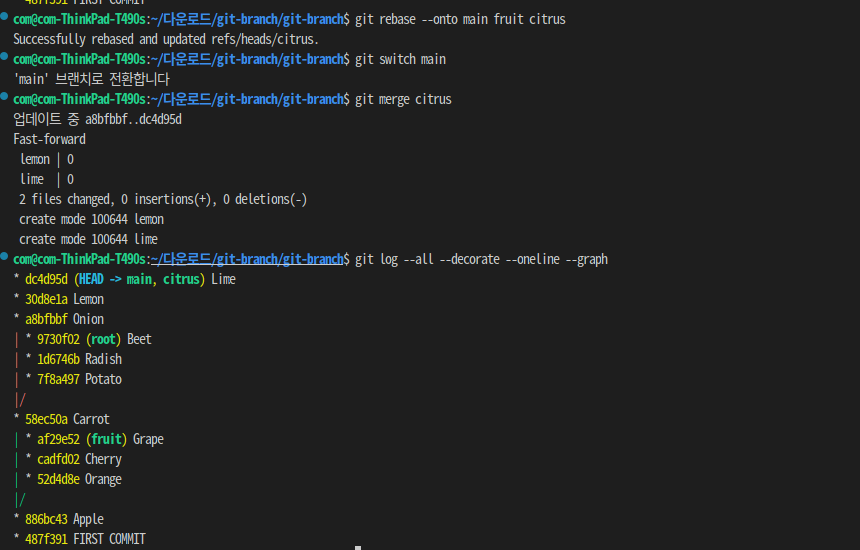 487f391 FIRST COMMIT
com@com-ThinkPad-T490s:~/다운로드/git-branch/git-branch$ git rebase --onto main fruit citrus
Successfully rebased and updated refs/heads/citrus.
com@com-ThinkPad-T490s:~/다운로드/git-branch/git-branch$ git switch main
'main' 브랜치로 전환합니다
com@com-ThinkPad-T490s:~/다운로드/git-branch/git-branch$ git merge citrus
업데이트 중 a8bfbbf..dc4d95d
Fast-forward
 lemon | 0
 lime  | 0
 2 files changed, 0 insertions(+), 0 deletions(-)
 create mode 100644 lemon
 create mode 100644 lime
com@com-ThinkPad-T490s:~/다운로드/git-branch/git-branch$ git log --all --decorate --oneline --graph
* dc4d95d (HEAD -> main, citrus) Lime
* 30d8e1a Lemon
* a8bfbbf Onion
| * 9730f02 (root) Beet
| * 1d6746b Radish
| * 7f8a497 Potato
|/
* 58ec50a Carrot
| * af29e52 (fruit) Grape
| * cadfd02 Cherry
| * 52d4d8e Orange
|/
* 886bc43 Apple
* 487f391 FIRST COMMIT